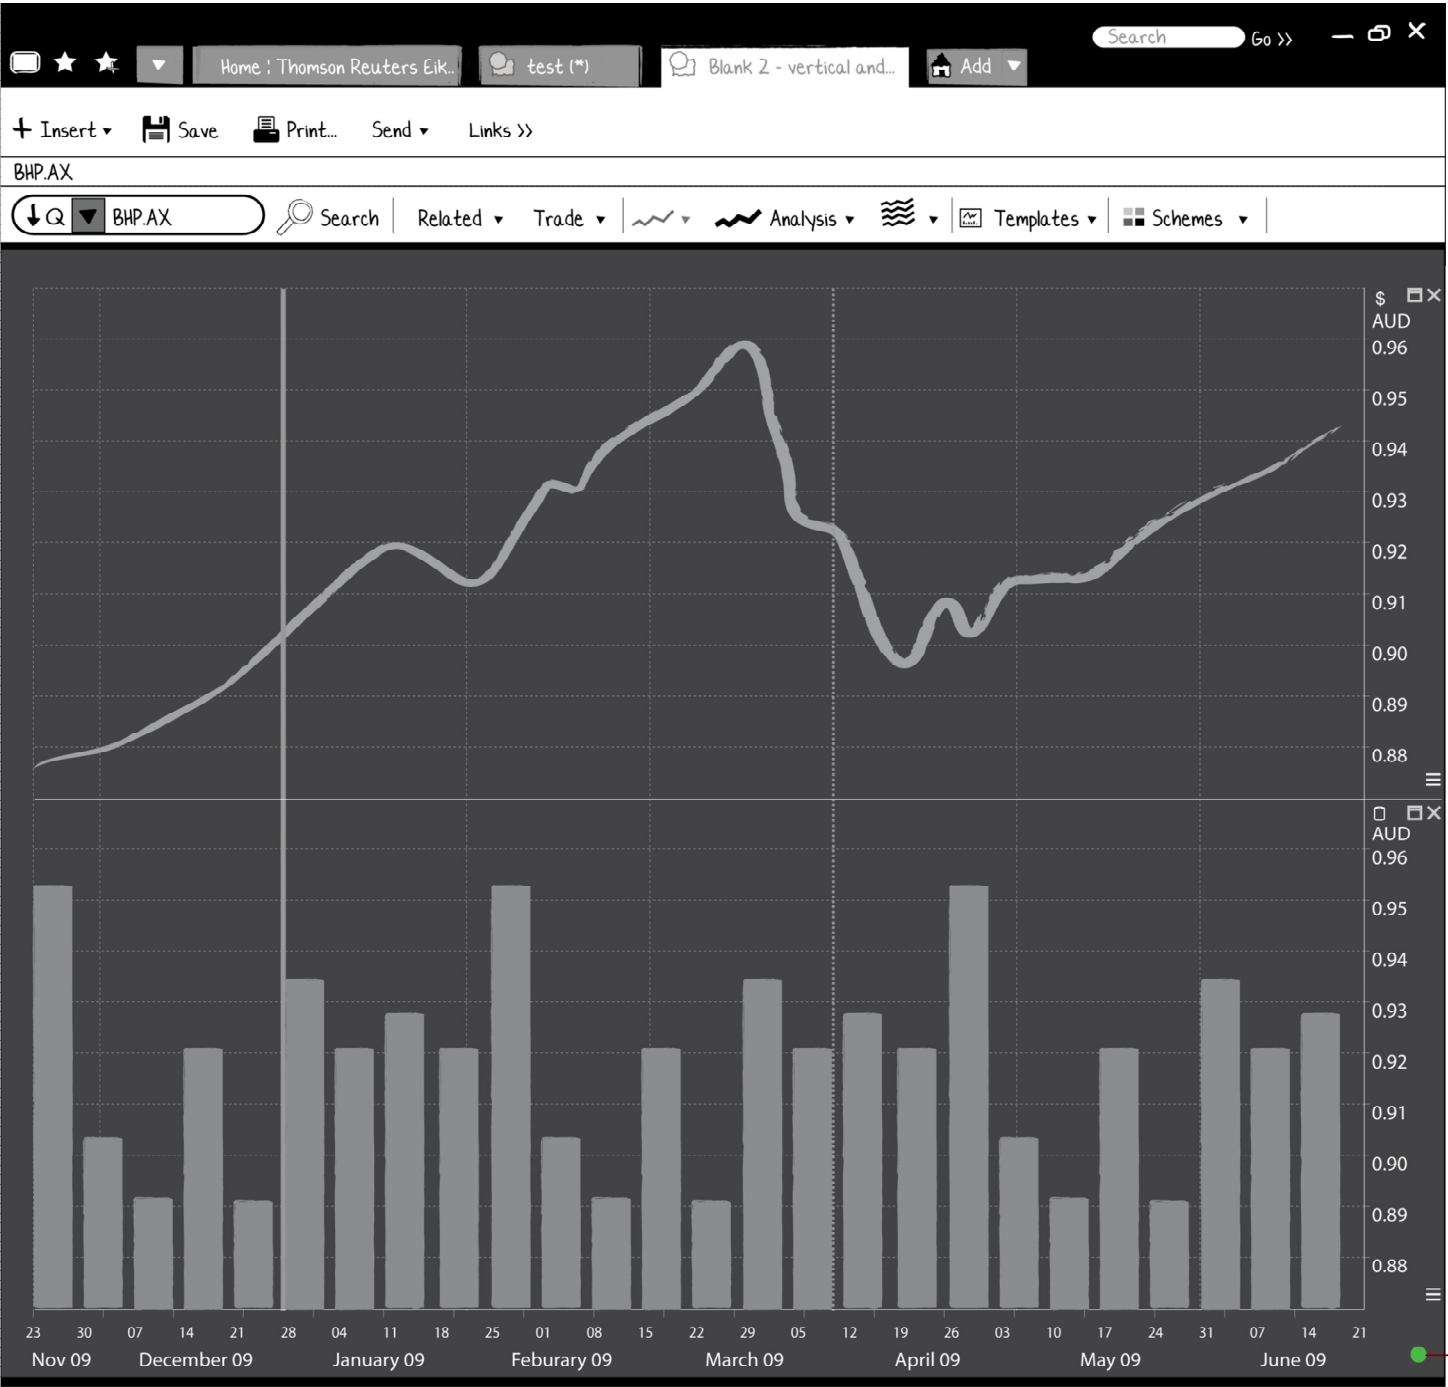 Search Go >>
Home ¦ Thomson Reuters Eik.. test (*) Blank 2 - vertical and... Add
+ Insert Save Print... Send Links >>
BHP.AX
Q BHP.AX Search Related Trade Analysis Templates Schemes
$
AUD
0.96
0.95
0.94
0.93
0.92
0.91
0.90
0.89
0.88
AUD
0.96
0.95
0.94
0.93
0.92
0.91
0.90
0.89
0.88
23 30 07 14 21 28 04 11 18 25 01 08 15 22 29 05 12 19 26 03 10 17 24 31 07 14 21
Nov 09 December 09 January 09 Feburary 09 March 09 April 09 May 09 June 09